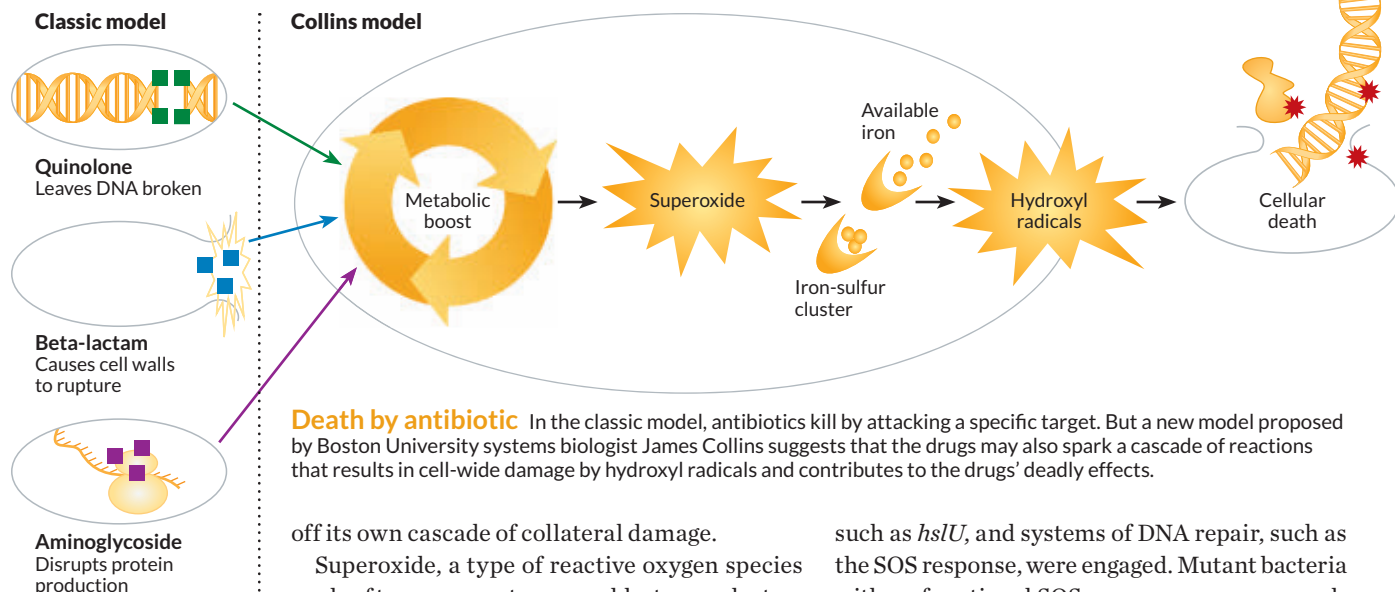 Classic model
Quinolone
Leaves DNA broken
Beta-lactam
Causes cell walls
to rupture
Aminoglycoside
Disrupts protein
production
Collins model
Metabolic
boost
Superoxide
Available
iron
Iron-sulfur
cluster
Hydroxyl
radicals
Cellular
death
Death by antibiotic In the classic model, antibiotics kill by attacking a specific target. But a new model proposed
by Boston University systems biologist James Collins suggests that the drugs may also spark a cascade of reactions
that results in cell-wide damage by hydroxyl radicals and contributes to the drugs’ deadly effects.
off its own cascade of collateral damage.
Superoxide, a type of reactive oxygen species
such as hslU, and systems of DNA repair, such as
the SOS response, were engaged. Mutant bacteria